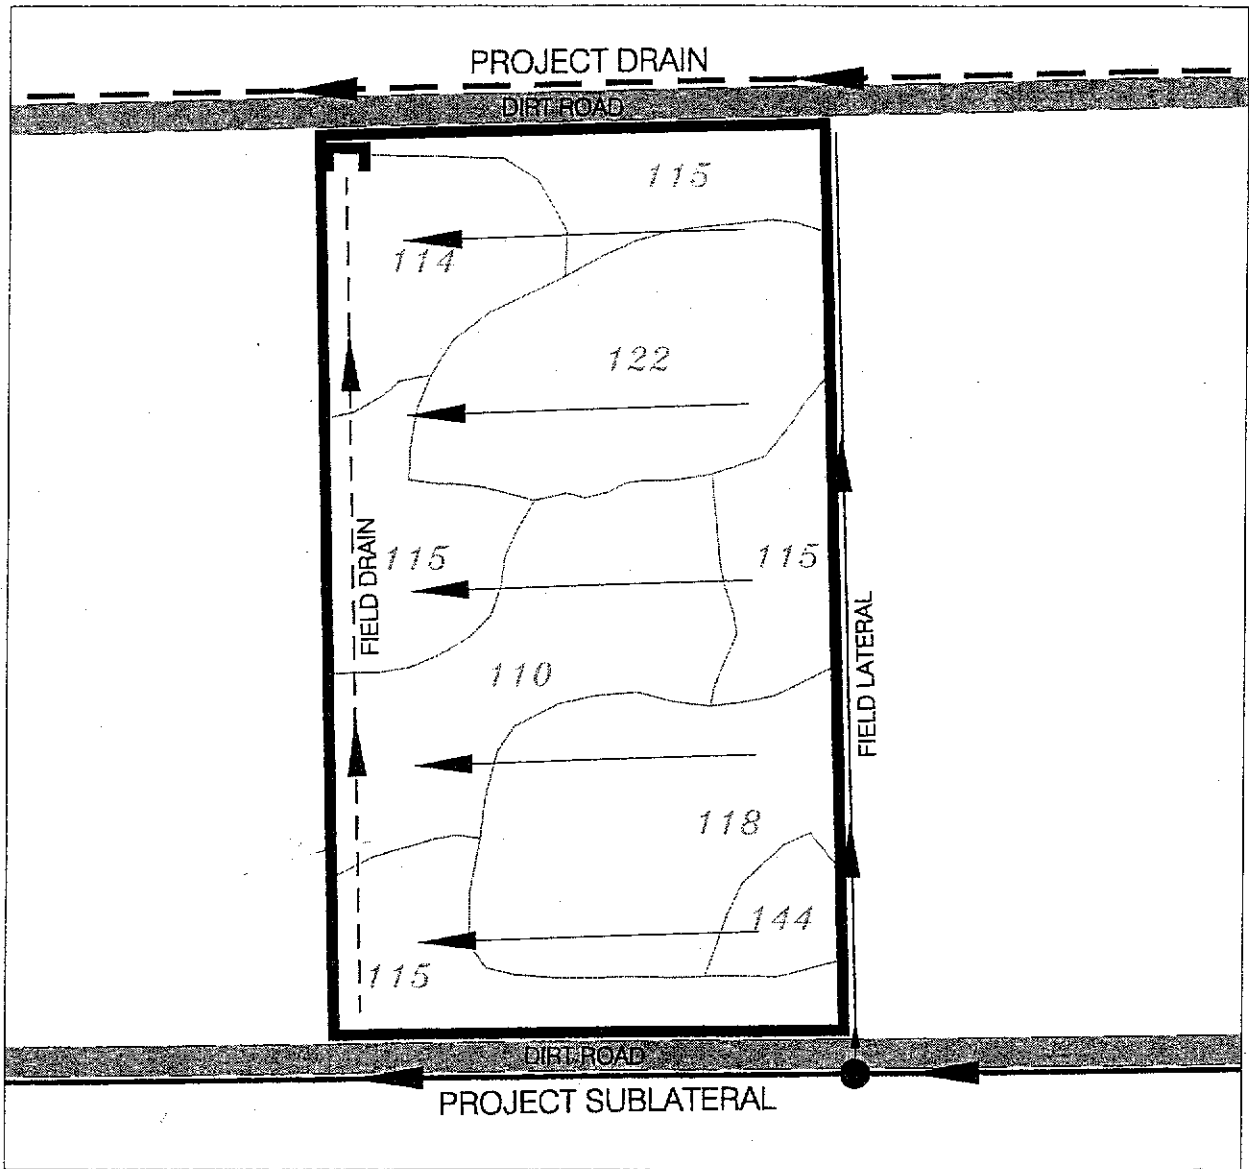 PROJECT DRAIN
DIRT ROAD
115
114
122
FIELD DRAIN
115
115
110
FIELD LATERAL
118
144
115
DIRT ROAD
PROJECT SUBLATERAL